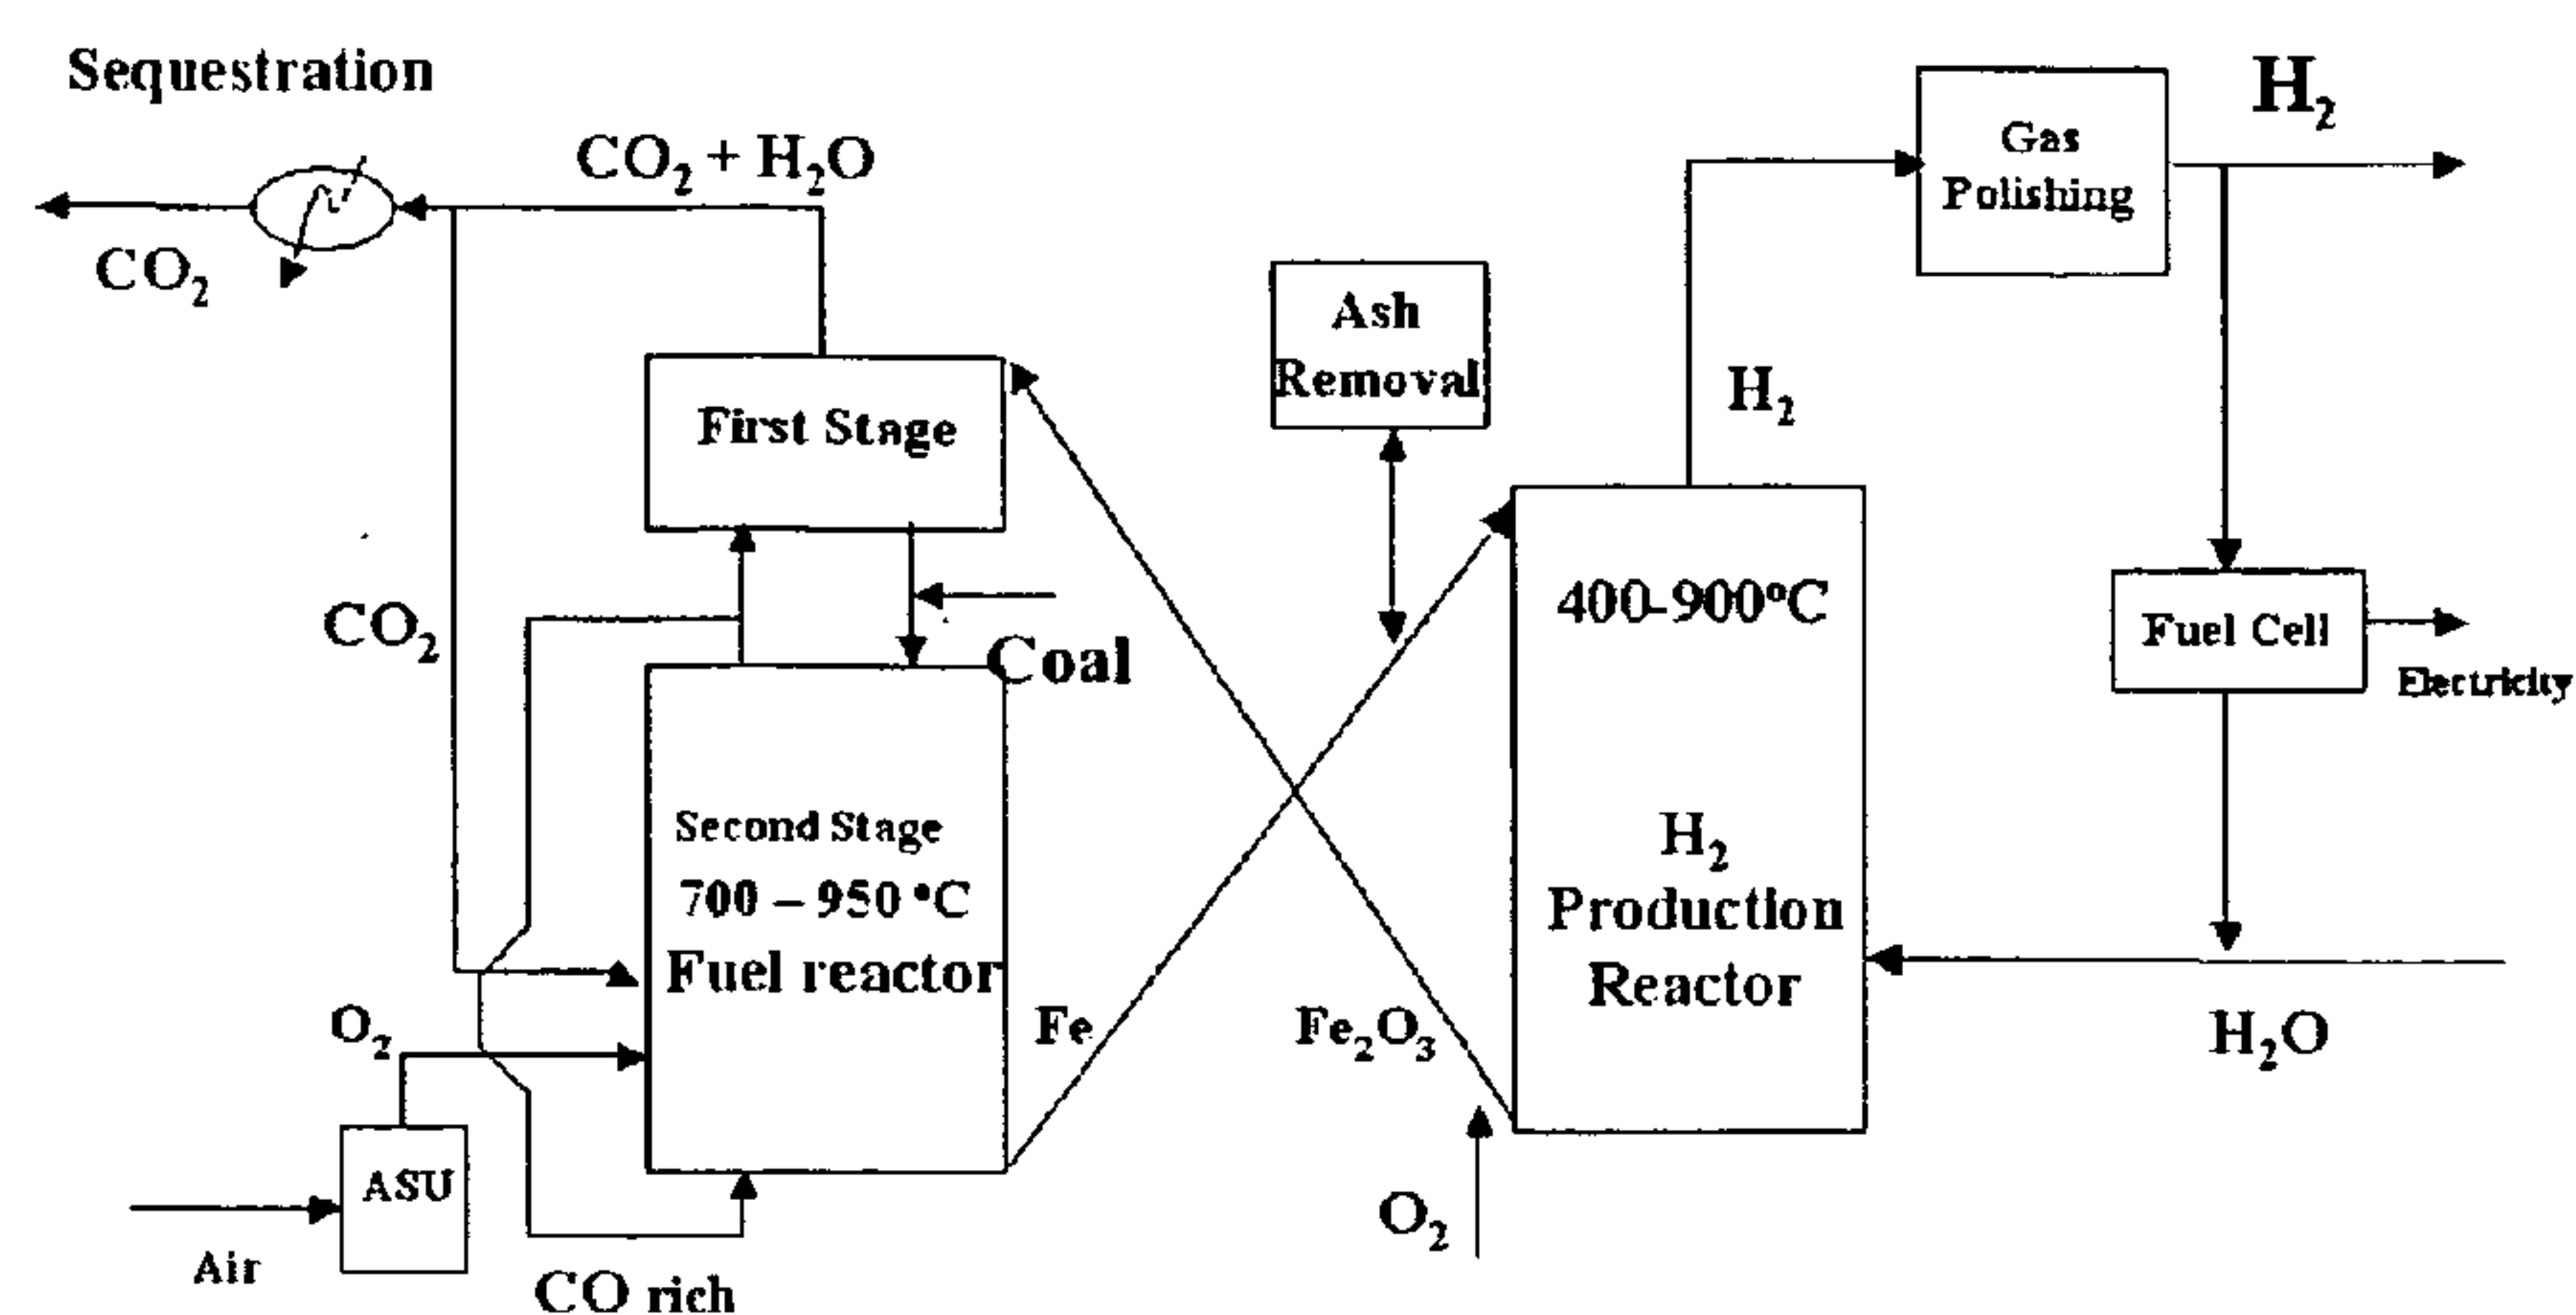 Sequestration
CO₂ + H₂O
CO₂
First Stage
CO₂
Coal
Second Stage
700 – 950 °C
Fuel reactor
O₂
ASU
Air
CO rich
Fe
Fe₂O₃
Ash
Removal
Gas
Polishing
H₂
H₂
400-900°C
H₂
Production
Reactor
O₂
Fuel Cell
Electricity
H₂O